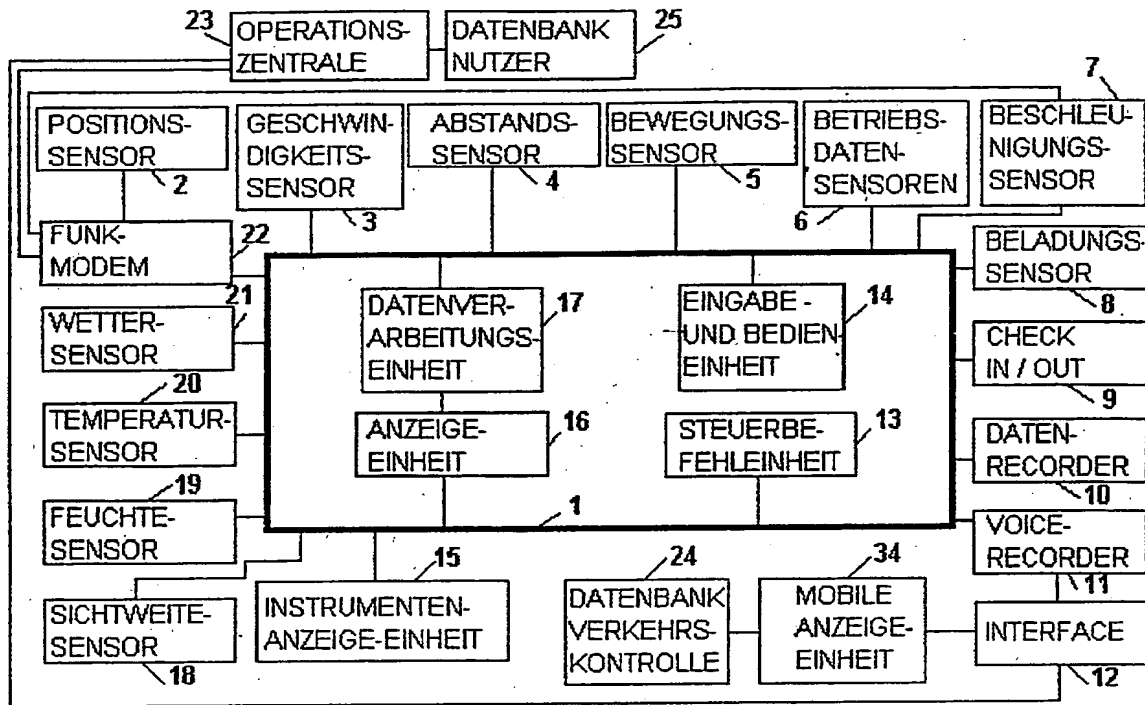 23
OPERATIONS-
ZENTRALE
DATENBANK
NUTZER
25
7
POSITIONS-
SENSOR
2
GESCHWIN-
DIGKEITS-
SENSOR
3
ABSTANDS-
SENSOR
4
BEWEGUNGS-
SENSOR
5
BETRIEBS-
DATEN-
SENSOREN
6
BESCHLEU-
NIGUNGS-
SENSOR
FUNK-
MODEM
22
BELADUNGS-
SENSOR
8
WETTER-
SENSOR
21
DATENVER-
ARBEITUNGS-
EINHEIT
17
EINGABE -
UND BEDIEN-
EINHEIT
14
CHECK
IN / OUT
9
20
TEMPERATUR-
SENSOR
ANZEIGE-
EINHEIT
16
STEUERBE-
FEHLEINHEIT
13
DATEN-
RECORDER
10
19
FEUCHTE-
SENSOR
1
VOICE-
RECORDER
11
SICHTWEITE-
SENSOR
18
15
INSTRUMENTEN-
ANZEIGE-EINHEIT
24
DATENBANK
VERKEHRS-
KONTROLLE
34
MOBILE
ANZEIGE-
EINHEIT
INTERFACE
12